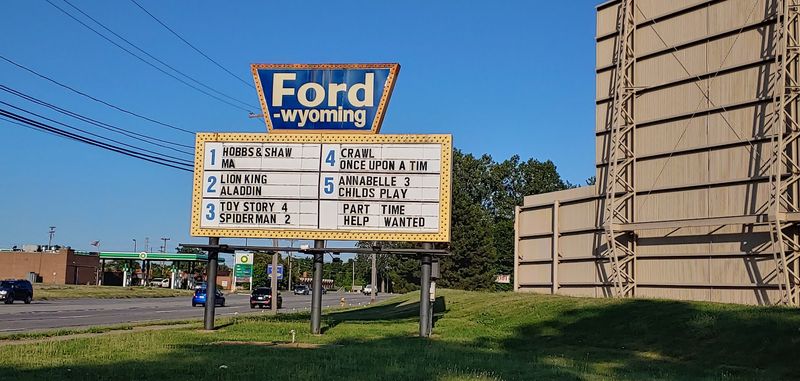 Ford
-wyoming
1 HOBBS & SHAW
MA
2 LION KING
ALADDIN
3 TOY STORY 4
SPIDERMAN 2
4 CRAWL
ONCE UPON A TIM
5 ANNABELLE 3
CHILDS PLAY
PART TIME
HELP WANTED